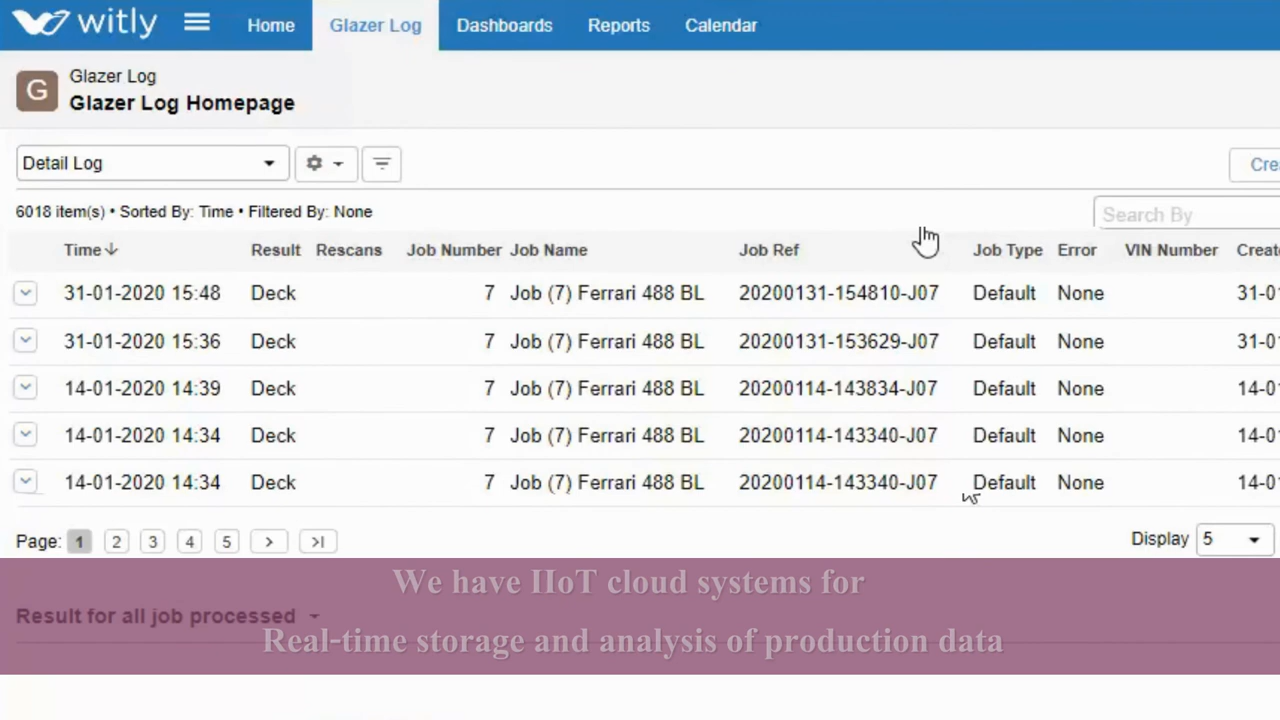 witly Home Glazer Log Dashboards Reports Calendar
G Glazer Log
Glazer Log Homepage
Detail Log
6018 item(s) • Sorted By: Time • Filtered By: None
Search By
Time Result Rescans Job Number Job Name Job Ref Job Type Error VIN Number
31-01-2020 15:48 Deck 7 Job (7) Ferrari 488 BL 20200131-154810-J07 Default None 31-0
31-01-2020 15:36 Deck 7 Job (7) Ferrari 488 BL 20200131-153629-J07 Default None 31-0
14-01-2020 14:39 Deck 7 Job (7) Ferrari 488 BL 20200114-143834-J07 Default None 14-0
14-01-2020 14:34 Deck 7 Job (7) Ferrari 488 BL 20200114-143340-J07 Default None 14-0
14-01-2020 14:34 Deck 7 Job (7) Ferrari 488 BL 20200114-143340-J07 Default None 14-0
Page: 1 2 3 4 5 > >| Display 5
We have IIoT cloud systems for
Result for all job processed
Real-time storage and analysis of production data